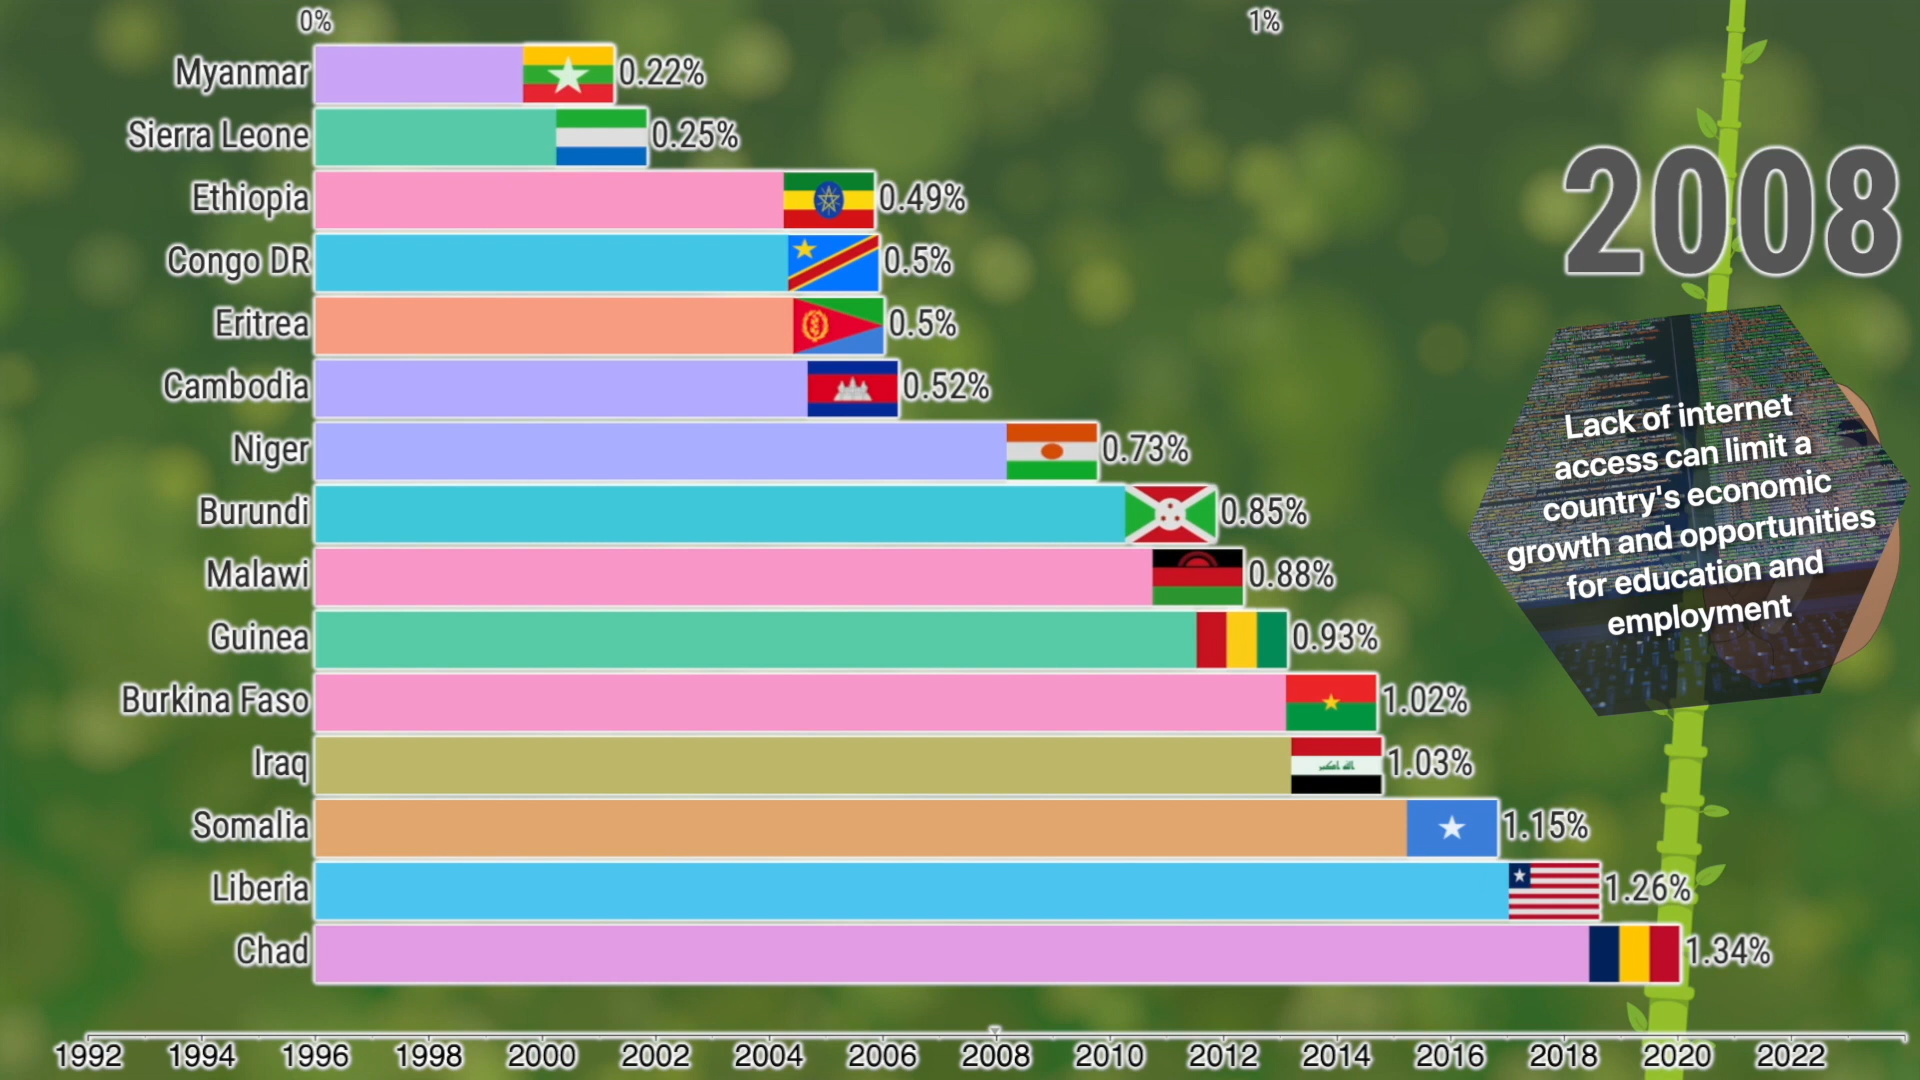 0% 1%
Myanmar 0.22%
Sierra Leone 0.25%
Ethiopia 0.49%
Congo DR 0.5%
Eritrea 0.5%
Cambodia 0.52%
Niger 0.73%
Burundi 0.85%
Malawi 0.88%
Guinea 0.93%
Burkina Faso 1.02%
Iraq 1.03%
Somalia 1.15%
Liberia 1.26%
Chad 1.34%
2008
Lack of internet
access can limit a
country's economic
growth and opportunities
for education and
employment
1992 1994 1996 1998 2000 2002 2004 2006 2008 2010 2012 2014 2016 2018 2020 2022